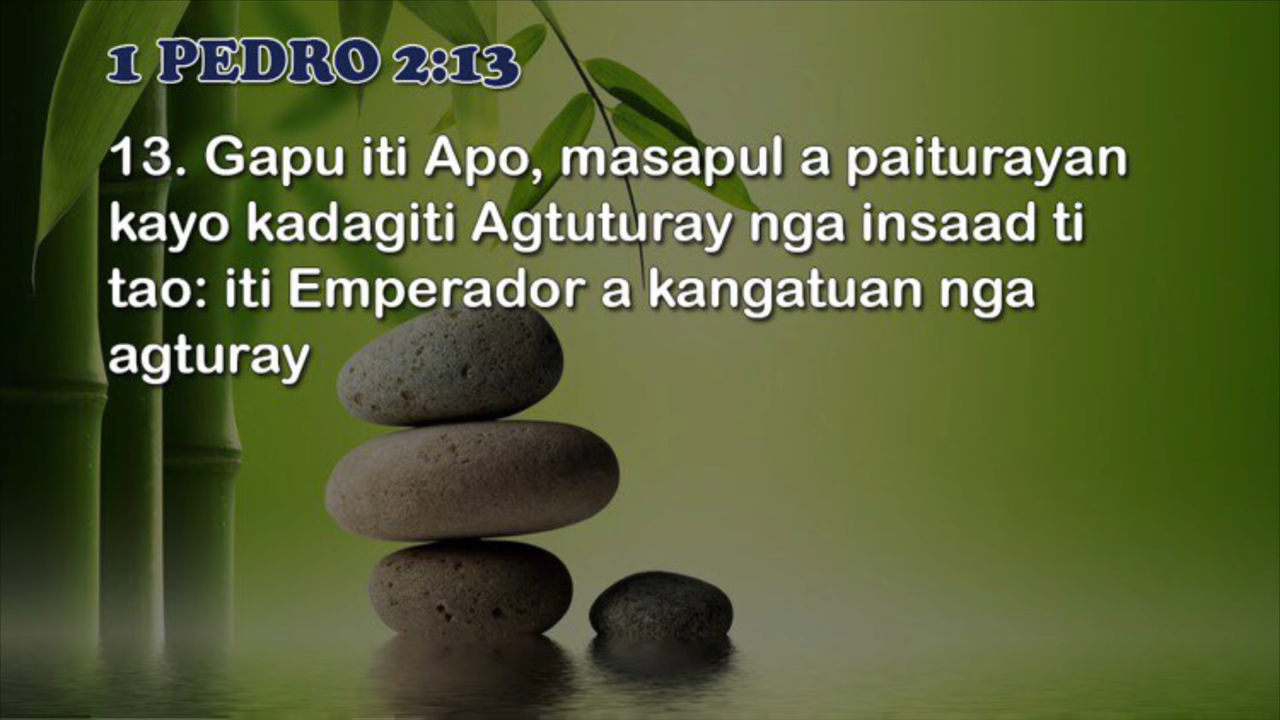 1 PEDRO 2:13
13. Gapu iti Apo, masapul a paiturayan
kayo kadagiti Agtuturay nga insaad ti
tao: iti Emperador a kangatuan nga
agturay